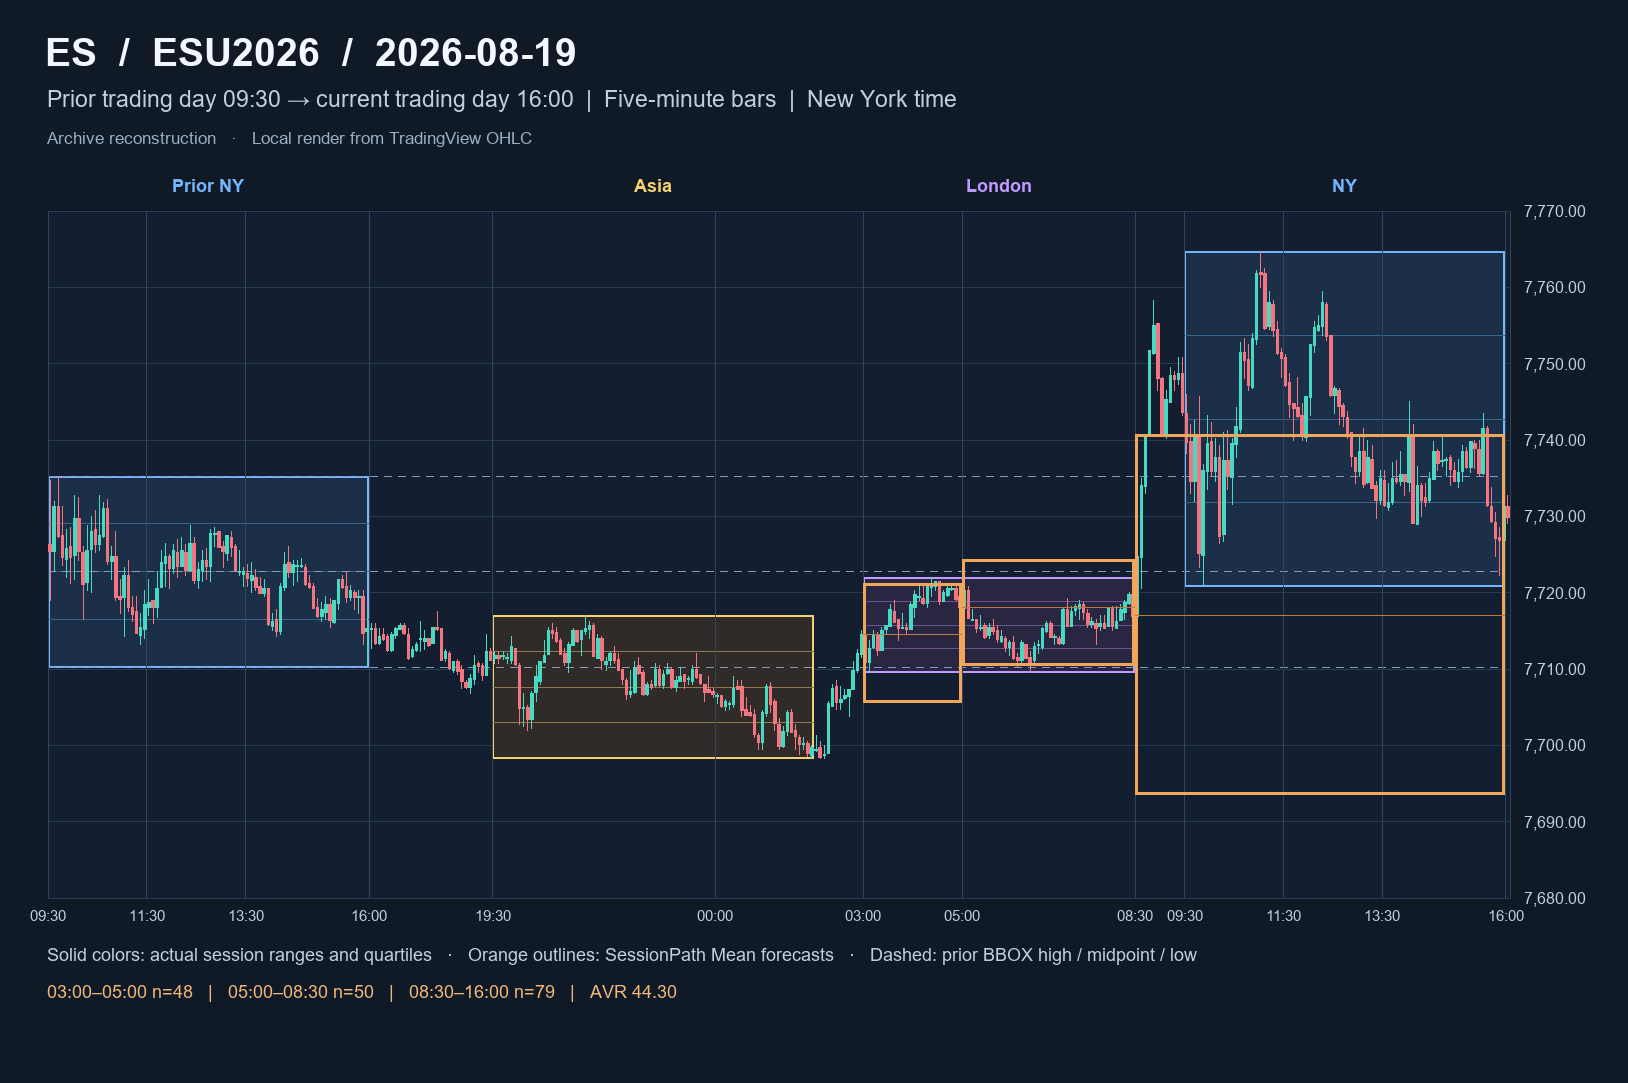 ES / ESU2026 / 2026-08-19
Prior trading day 09:30 → current trading day 16:00 | Five-minute bars | New York time
Archive reconstruction · Local render from TradingView OHLC
Prior NY
Asia
London
NY
7,770.00
7,760.00
7,750.00
7,740.00
7,730.00
7,720.00
7,710.00
7,700.00
7,690.00
7,680.00
09:30 11:30 13:30 16:00 19:30 00:00 03:00 05:00 08:30 09:30 11:30 13:30 16:00
Solid colors: actual session ranges and quartiles · Orange outlines: SessionPath Mean forecasts · Dashed: prior BBOX high / midpoint / low
03:00–05:00 n=48 | 05:00–08:30 n=50 | 08:30–16:00 n=79 | AVR 44.30